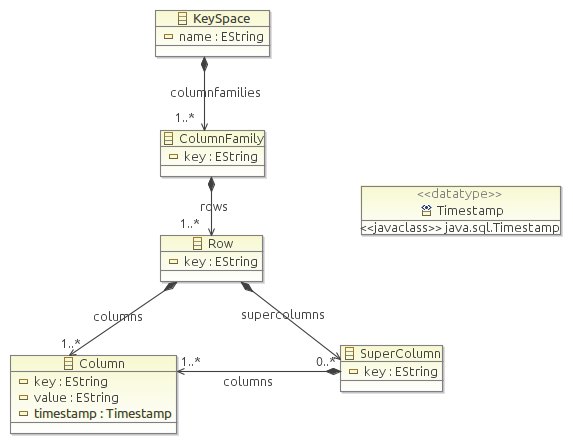 KeySpace
name : EString
columnfamilies
1..*
ColumnFamily
key : EString
rows
1..*
<<datatype>>
Timestamp
<<javaclass>> java.sql.Timestamp
Row
key : EString
columns
supercolumns
1..*
0..*
Column
key : EString
value : EString
timestamp : Timestamp
1..*
columns
SuperColumn
key : EString